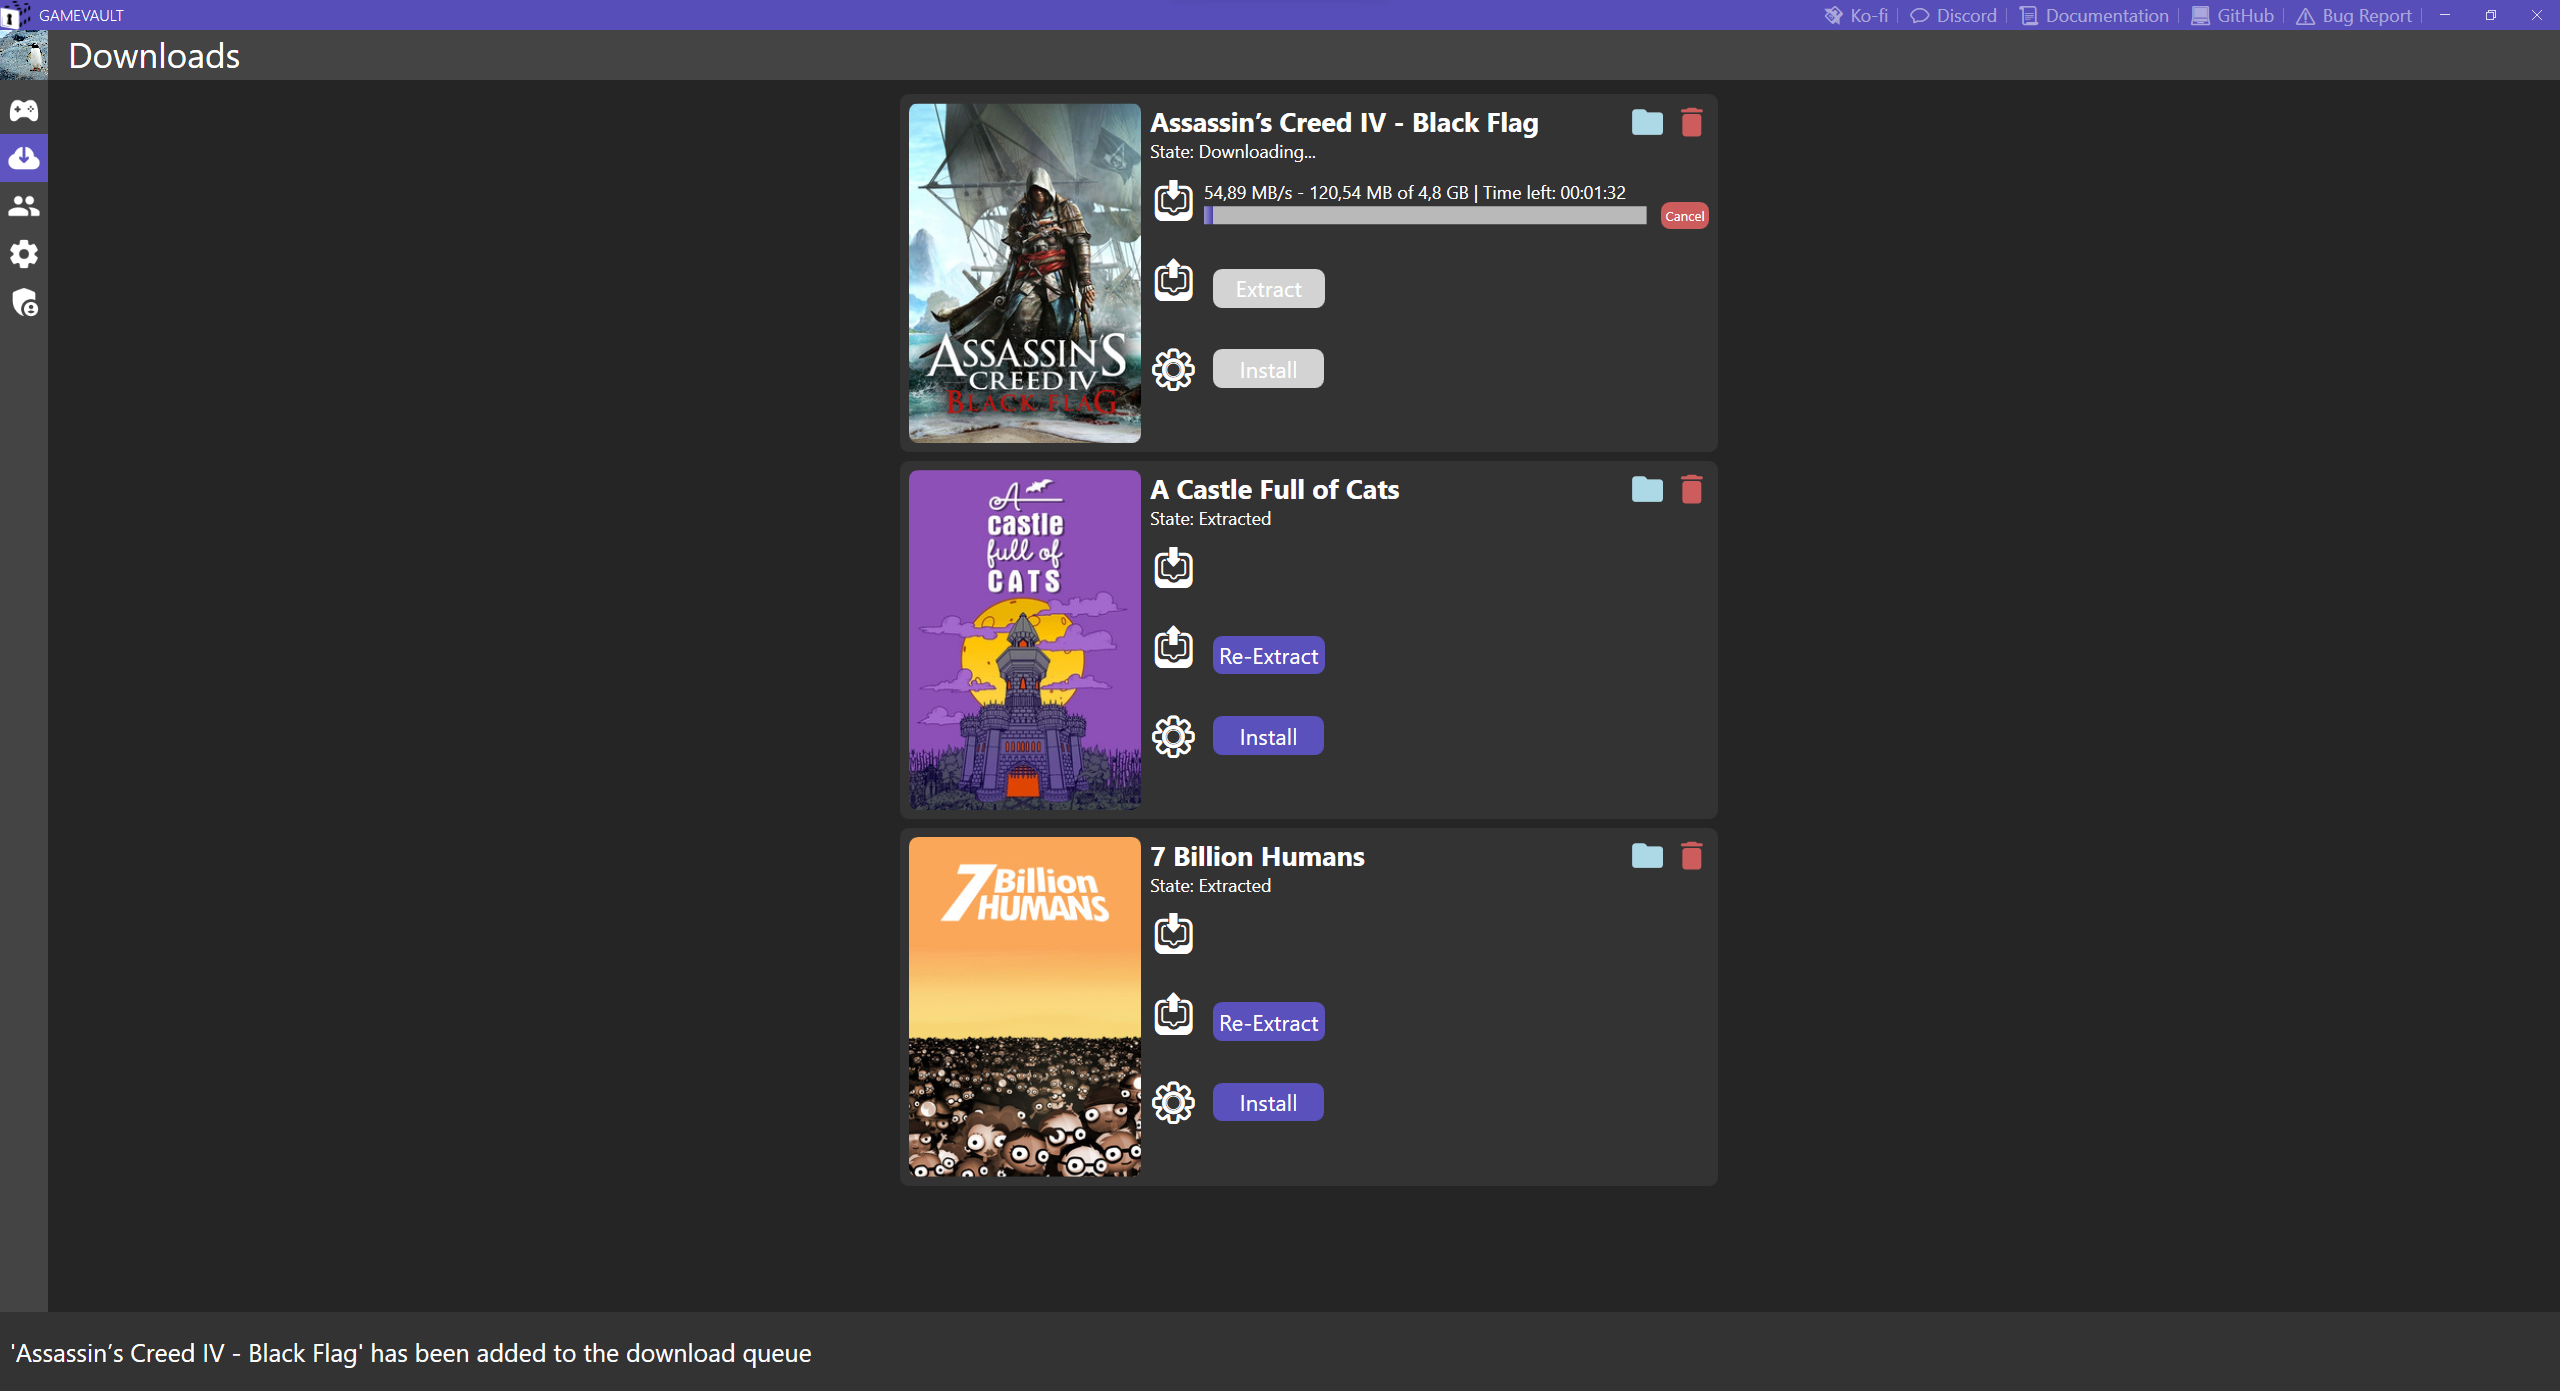 GAMEVAULT
Ko-fi | Discord | Documentation | GitHub | Bug Report
Downloads
Assassin’s Creed IV - Black Flag
State: Downloading...
54,89 MB/s - 120,54 MB of 4,8 GB | Time left: 00:01:32
Cancel
Extract
Install
ASSASSIN'S
CREED IV
BLACK FLAG
A Castle Full of Cats
State: Extracted
Re-Extract
Install
A
castle
full of
CATS
7 Billion Humans
State: Extracted
Re-Extract
Install
7 Billion
HUMANS
'Assassin’s Creed IV - Black Flag' has been added to the download queue